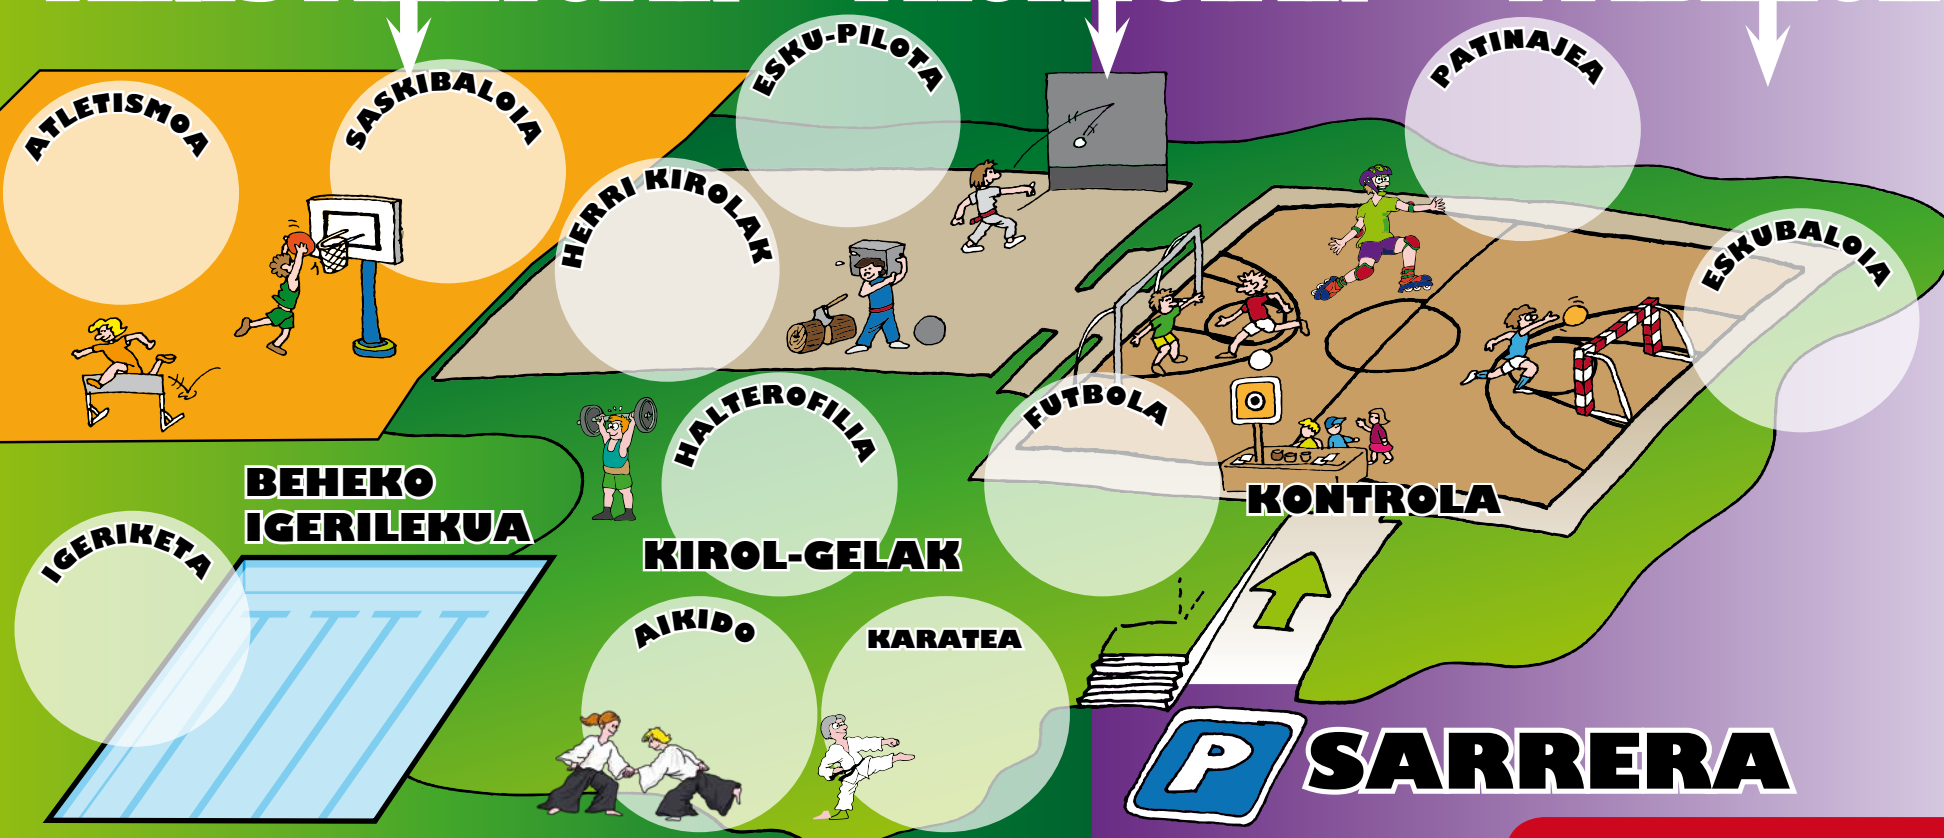 ESKU-PILOTA
PATINAJEA
SASKIBALOIA
ATLETISMOA
HERRI KIROLAK
ESKUBALOIA
HALTEROFILIA
FUTBOLA
BEHEKO
IGERILEKUA
KONTROLA
IGERIKETA
KIROL-GELAK
AIKIDO
KARATEA
P
SARRERA